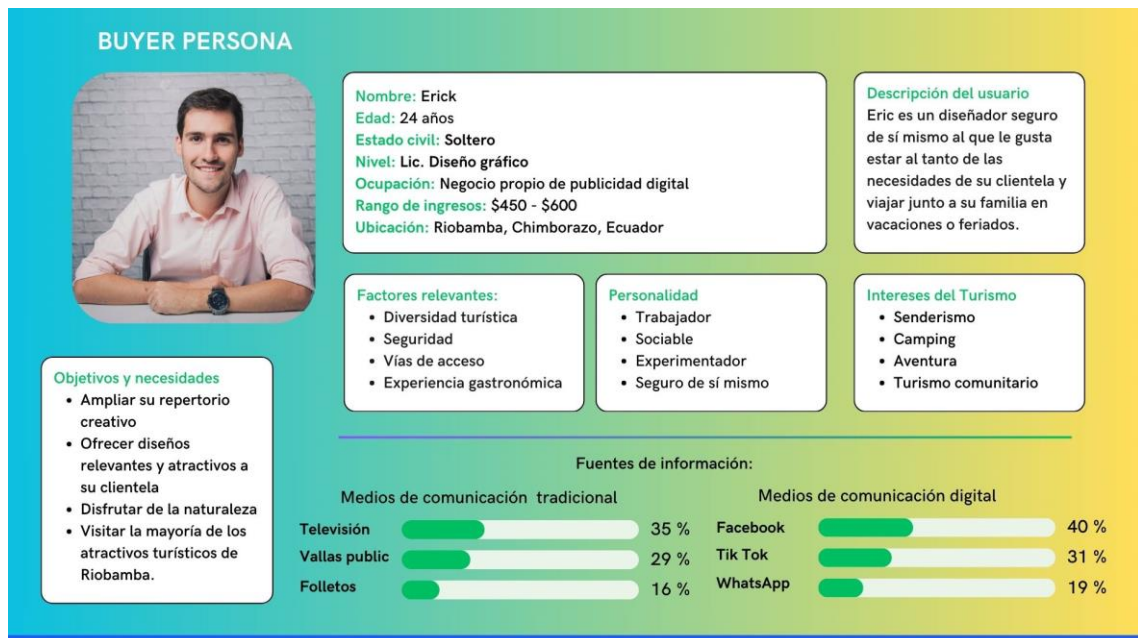 BUYER PERSONA
Nombre: Erick
Edad: 24 años
Estado civil: Soltero
Nivel: Lic. Diseño gráfico
Ocupación: Negocio propio de publicidad digital
Rango de ingresos: $450 - $600
Ubicación: Riobamba, Chimborazo, Ecuador
Descripción del usuario
Eric es un diseñador seguro
de sí mismo al que le gusta
estar al tanto de las
necesidades de su clientela y
viajar junto a su familia en
vacaciones o feriados.
Factores relevantes:
• Diversidad turística
• Seguridad
• Vías de acceso
• Experiencia gastronómica
Personalidad
• Trabajador
• Sociable
• Experimentador
• Seguro de sí mismo
Intereses del Turismo
• Senderismo
• Camping
• Aventura
• Turismo comunitario
Objetivos y necesidades
• Ampliar su repertorio
creativo
• Ofrecer diseños
relevantes y atractivos a
su clientela
• Disfrutar de la naturaleza
• Visitar la mayoría de los
atractivos turísticos de
Riobamba.
Fuentes de información:
Medios de comunicación tradicional
Televisión 35 %
Vallas public 29 %
Folletos 16 %
Medios de comunicación digital
Facebook 40 %
Tik Tok 31 %
WhatsApp 19 %